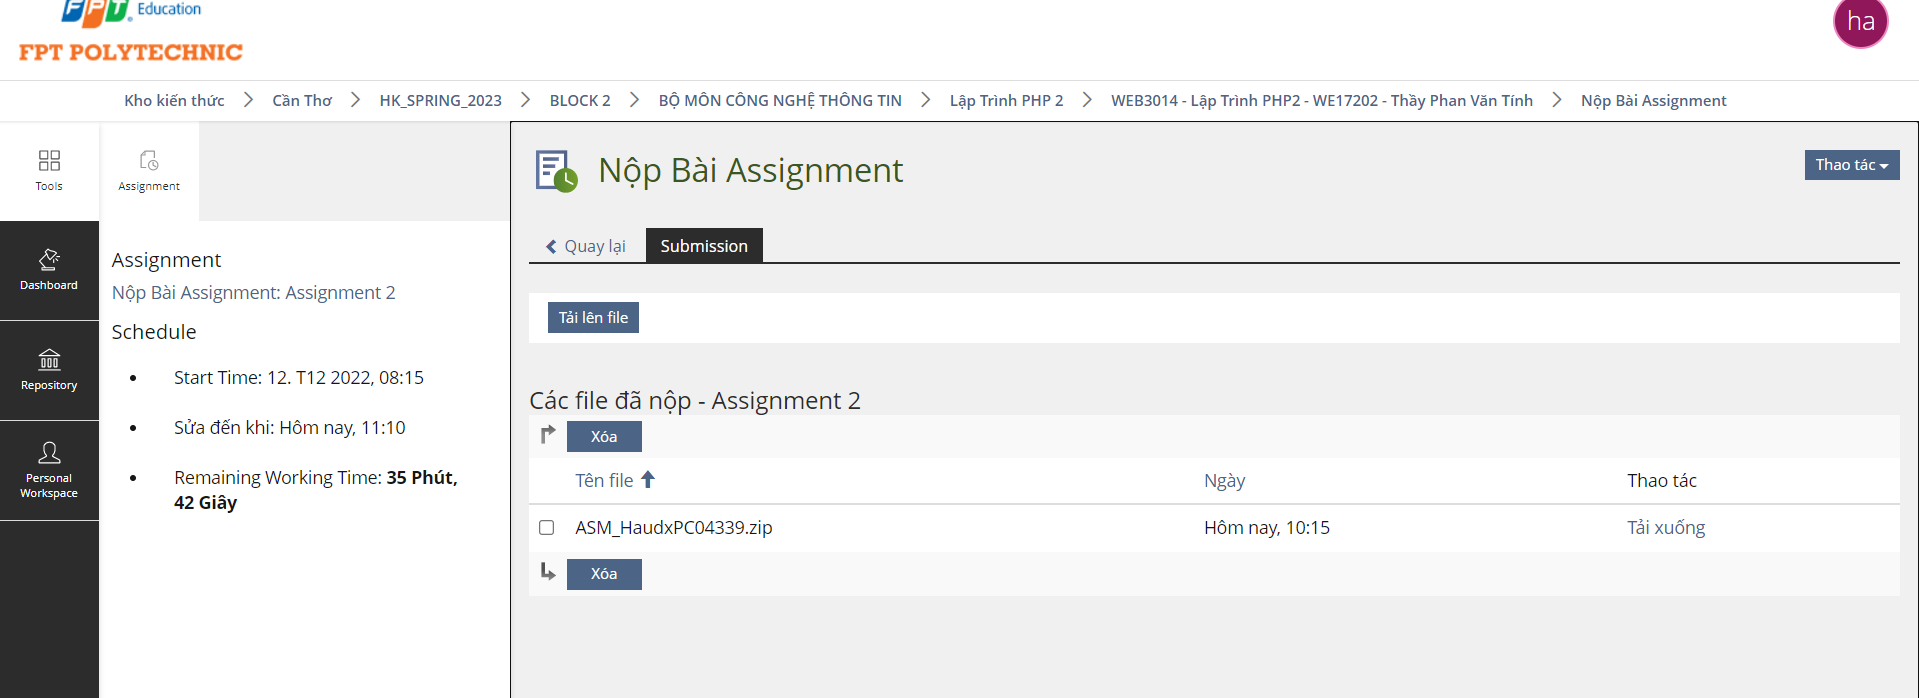 FPT Education
FPT POLYTECHNIC
ha
Kho kiến thức > Cần Thơ > HK_SPRING_2023 > BLOCK 2 > BỘ MÔN CÔNG NGHỆ THÔNG TIN > Lập Trình PHP 2 > WEB3014 - Lập Trình PHP2 - WE17202 - Thầy Phan Văn Tính > Nộp Bài Assignment
Tools
Dashboard
Repository
Personal
Workspace
Assignment
Assignment
Nộp Bài Assignment: Assignment 2
Schedule
• Start Time: 12. T12 2022, 08:15
• Sửa đến khi: Hôm nay, 11:10
• Remaining Working Time: 35 Phút,
42 Giây
Nộp Bài Assignment
Thao tác
Quay lại Submission
Tải lên file
Các file đã nộp - Assignment 2
Xóa
Tên file Ngày Thao tác
ASM_HaudxPC04339.zip Hôm nay, 10:15 Tải xuống
Xóa